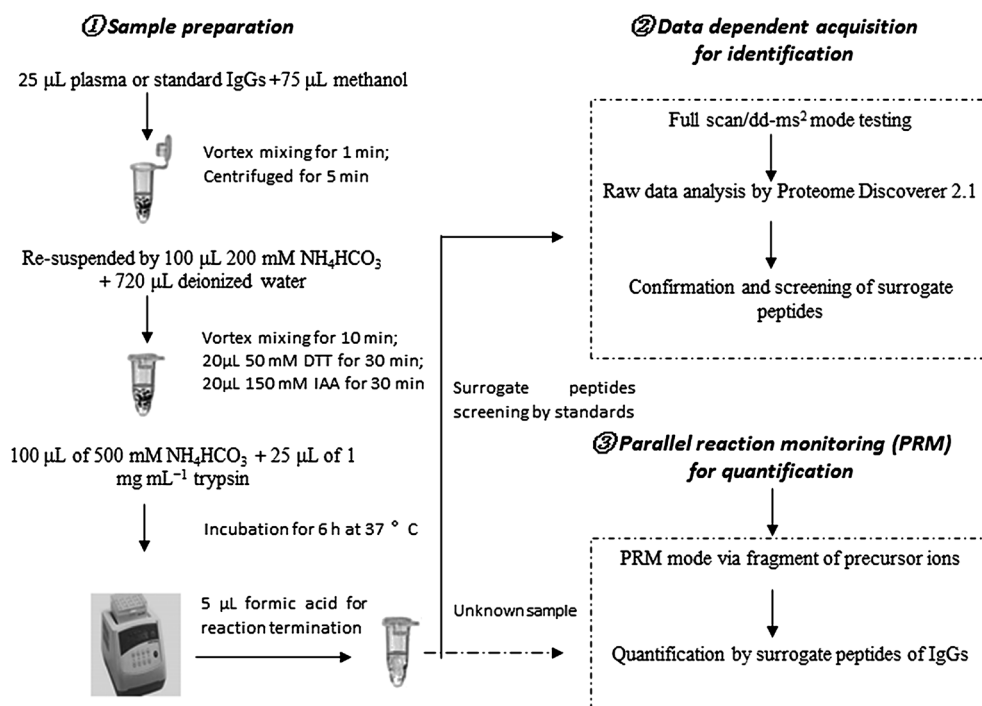 ①Sample preparation
25 μL plasma or standard IgGs +75 μL methanol
Vortex mixing for 1 min;
Centrifuged for 5 min
Re-suspended by 100 μL 200 mM NH₄HCO₃
+ 720 μL deionized water
Vortex mixing for 10 min;
20μL 50 mM DTT for 30 min;
20μL 150 mM IAA for 30 min
100 μL of 500 mM NH₄HCO₃ + 25 μL of 1
mg mL⁻¹ trypsin
Incubation for 6 h at 37 ° C
5 μL formic acid for
reaction termination
Surrogate peptides
screening by standards
Unknown sample
②Data dependent acquisition
for identification
Full scan/dd-ms² mode testing
Raw data analysis by Proteome Discoverer 2.1
Confirmation and screening of surrogate
peptides
③Parallel reaction monitoring (PRM)
for quantification
PRM mode via fragment of precursor ions
Quantification by surrogate peptides of IgGs